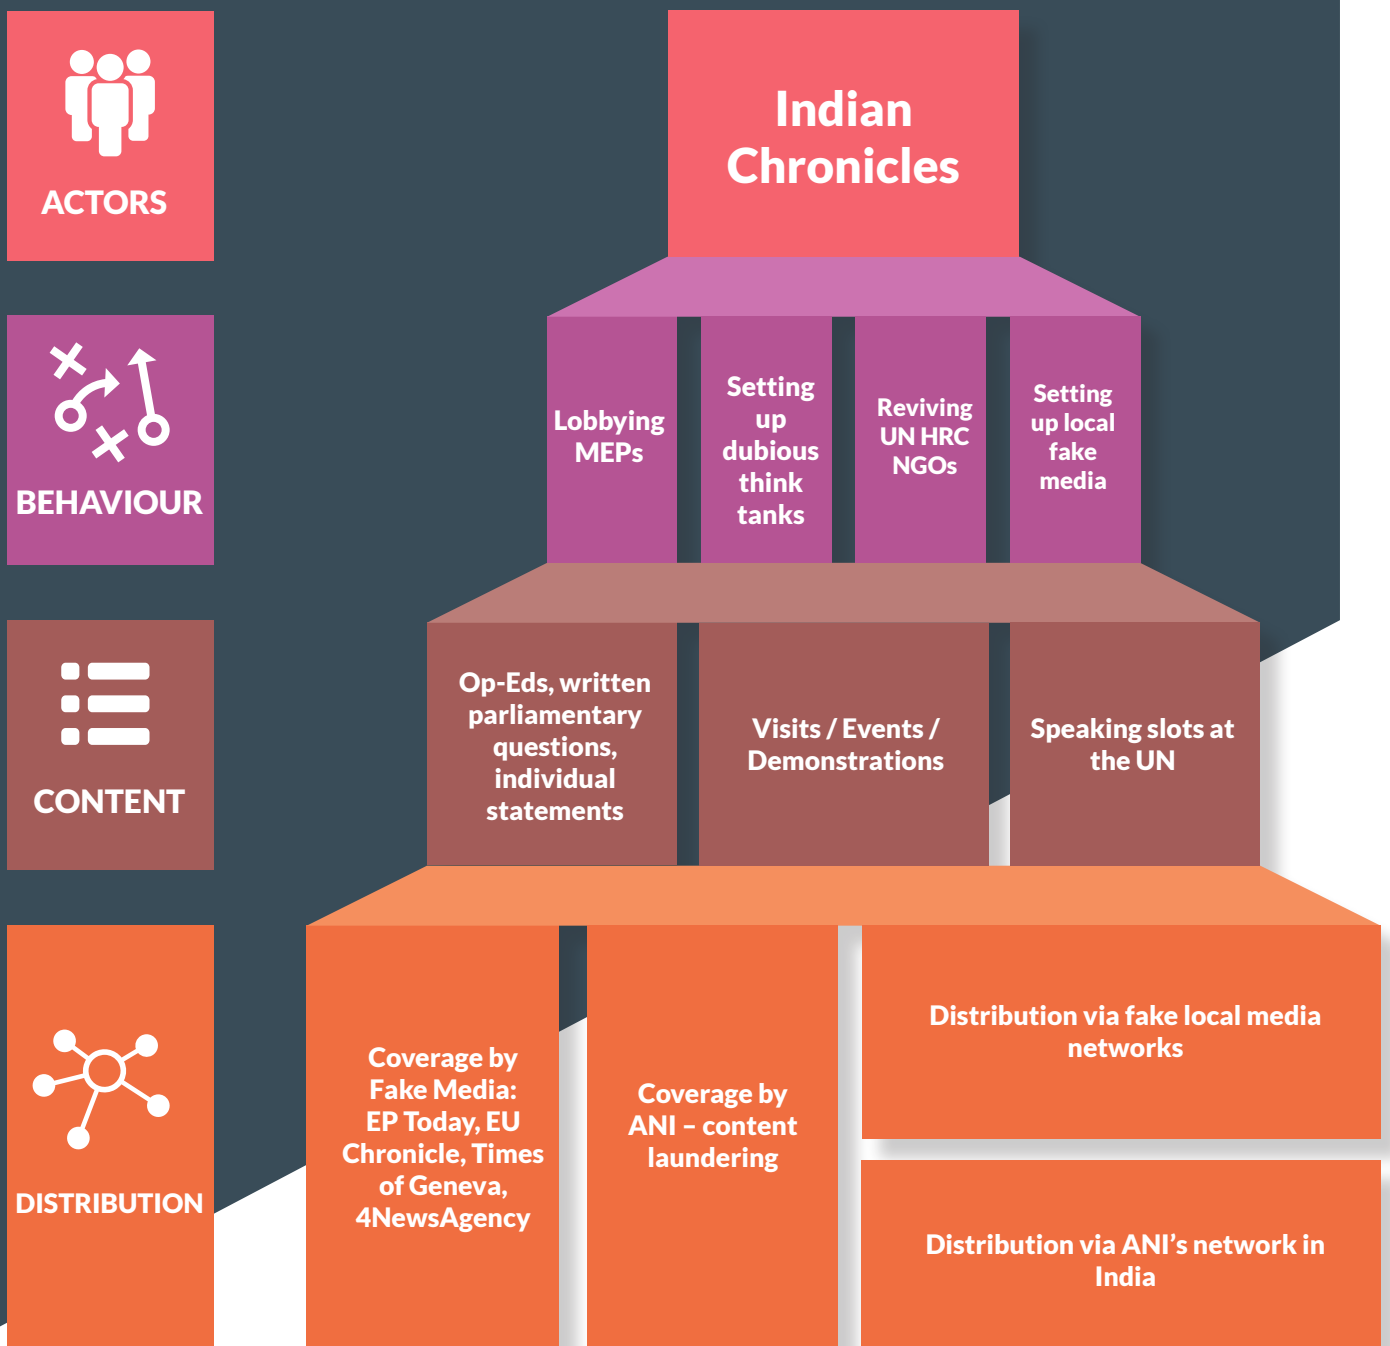 ACTORS
Indian
Chronicles
BEHAVIOUR
Lobbying
MEPs
Setting
up
dubious
think
tanks
Reviving
UN HRC
NGOs
Setting
up local
fake
media
CONTENT
Op-Eds, written
parliamentary
questions,
individual
statements
Visits / Events /
Demonstrations
Speaking slots at
the UN
DISTRIBUTION
Coverage by
Fake Media:
EP Today, EU
Chronicle, Times
of Geneva,
4NewsAgency
Coverage by
ANI – content
laundering
Distribution via fake local media
networks
Distribution via ANI’s network in
India